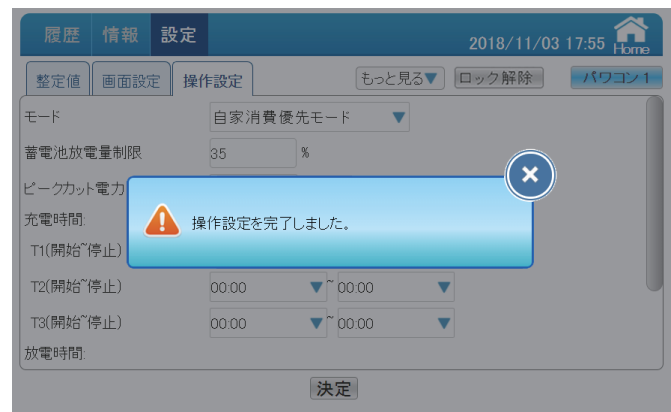 履歴 情報 設定 2018/11/03 17:55 Home
整定値 画面設定 操作設定 もっと見る▼ ロック解除 パワコン1
モード 自家消費優先モード ▼
蓄電池放電量制限 35 %
ピークカット電力
充電時間:
操作設定を完了しました。
T1(開始~停止)
T2(開始~停止) 00:00 ▼ ~ 00:00 ▼
T3(開始~停止) 00:00 ▼ ~ 00:00 ▼
放電時間:
決定